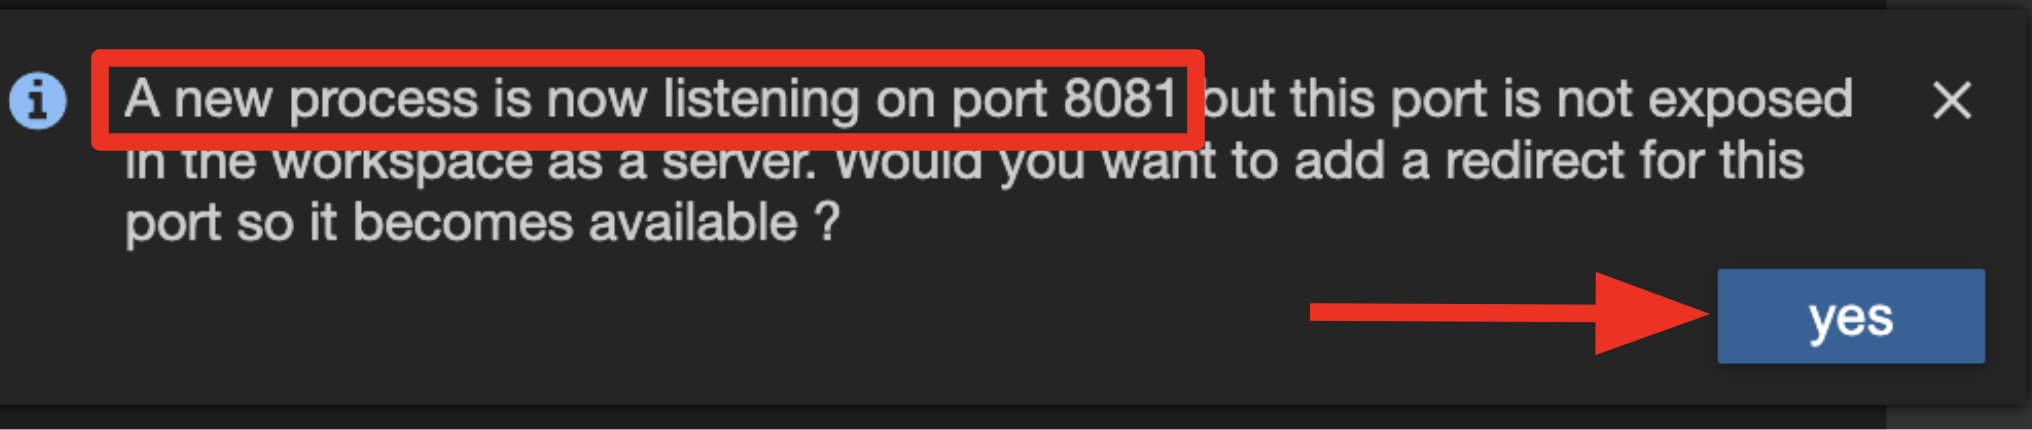 A new process is now listening on port 8081 but this port is not exposed
in the workspace as a server. Would you want to add a redirect for this
port so it becomes available ?
yes